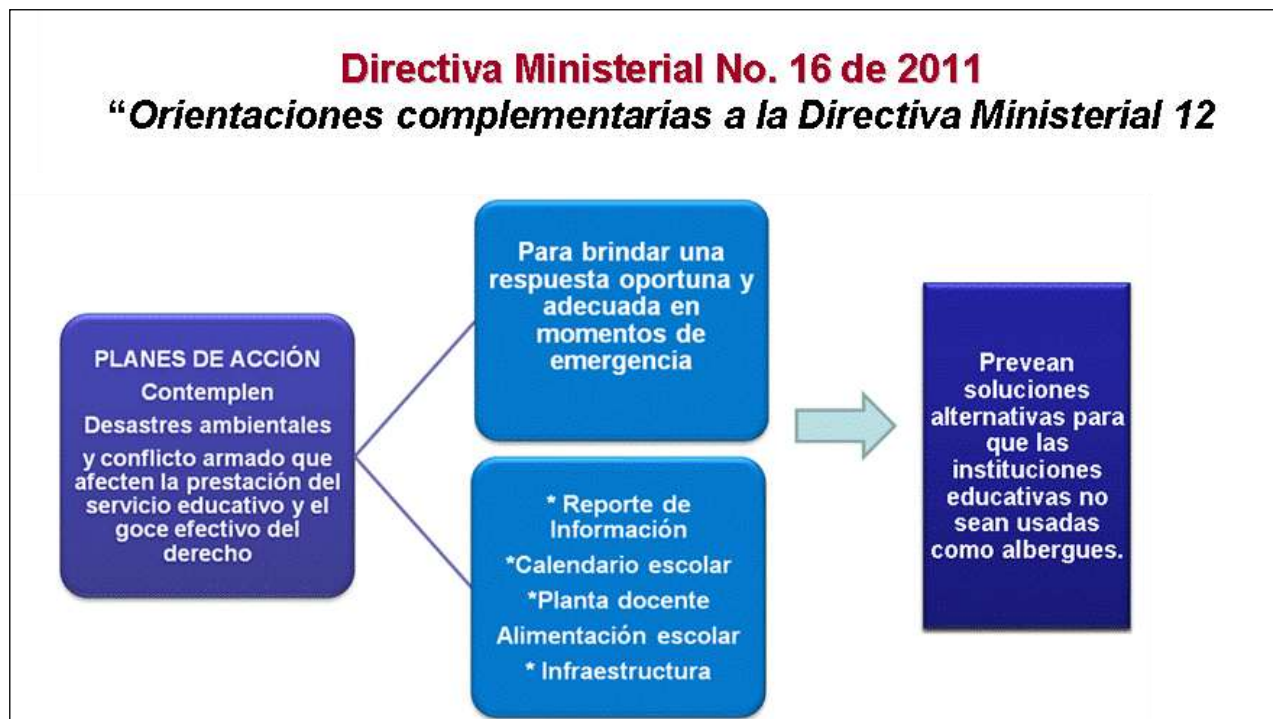 Directiva Ministerial No. 16 de 2011
“Orientaciones complementarias a la Directiva Ministerial 12
PLANES DE ACCIÓN
Contemplen
Desastres ambientales
y conflicto armado que
afecten la prestación del
servicio educativo y el
goce efectivo del
derecho
Para brindar una
respuesta oportuna y
adecuada en
momentos de
emergencia
* Reporte de
Información
*Calendario escolar
*Planta docente
Alimentación escolar
* Infraestructura
Prevean
soluciones
alternativas para
que las
instituciones
educativas no
sean usadas
como albergues.